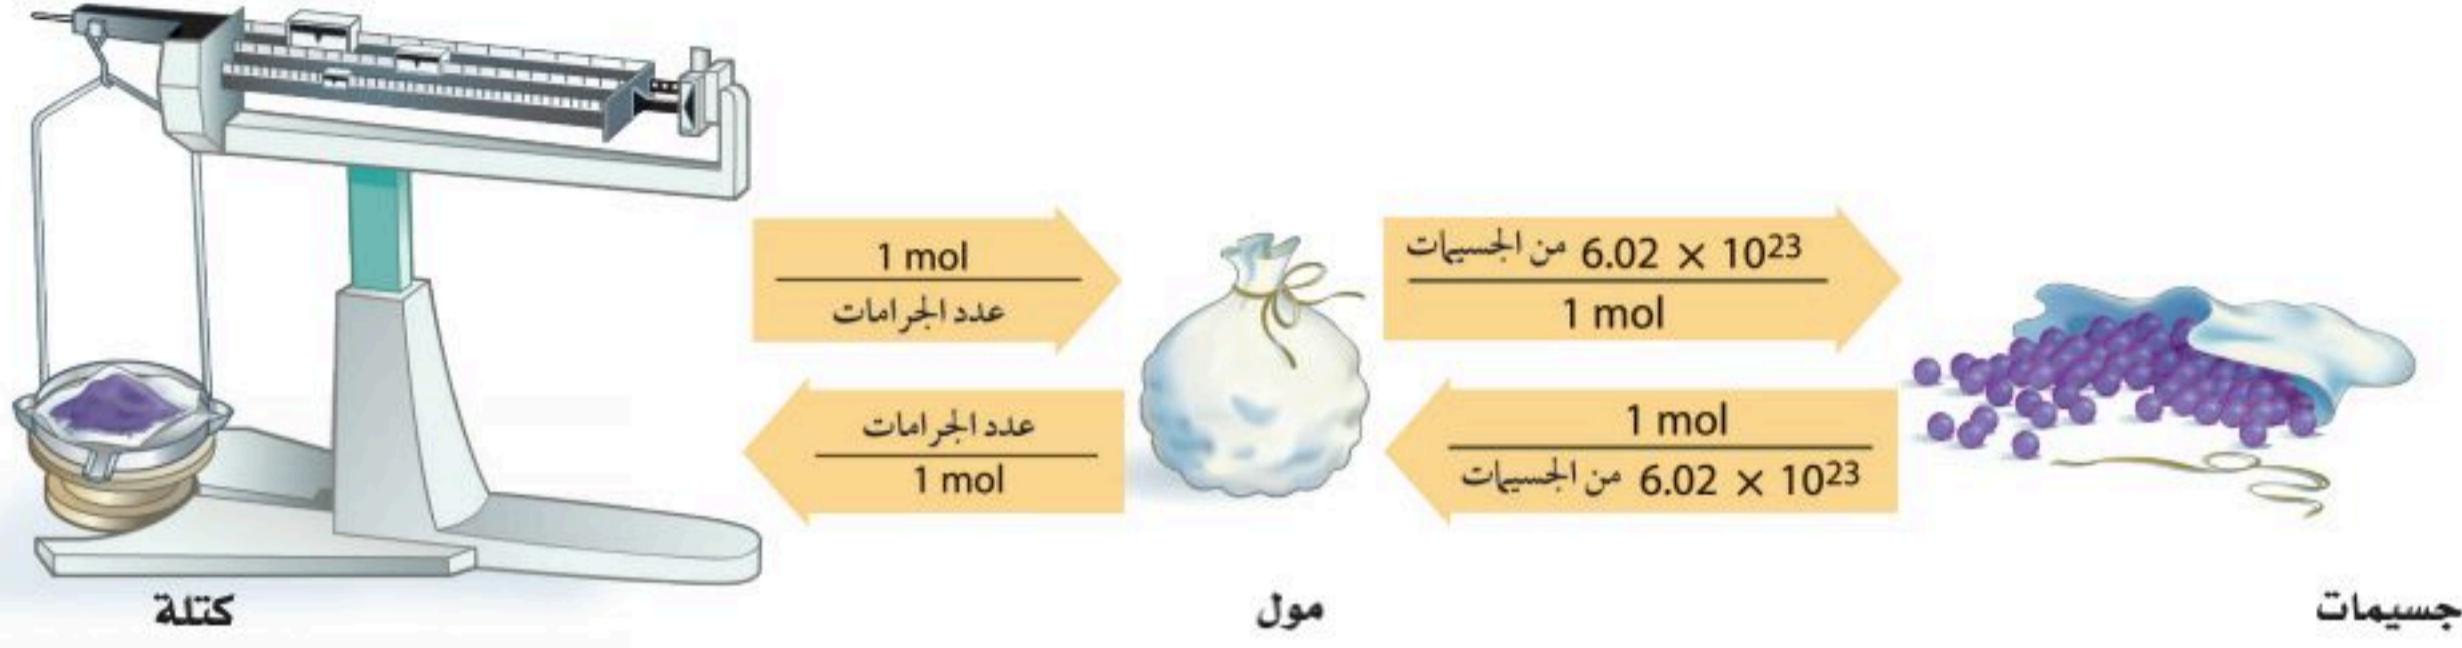 1 mol
عدد الجرامات
6.02 × 10²³ من الجسيمات
1 mol
عدد الجرامات
1 mol
1 mol
6.02 × 10²³ من الجسيمات
كتلة
مول
جسيمات